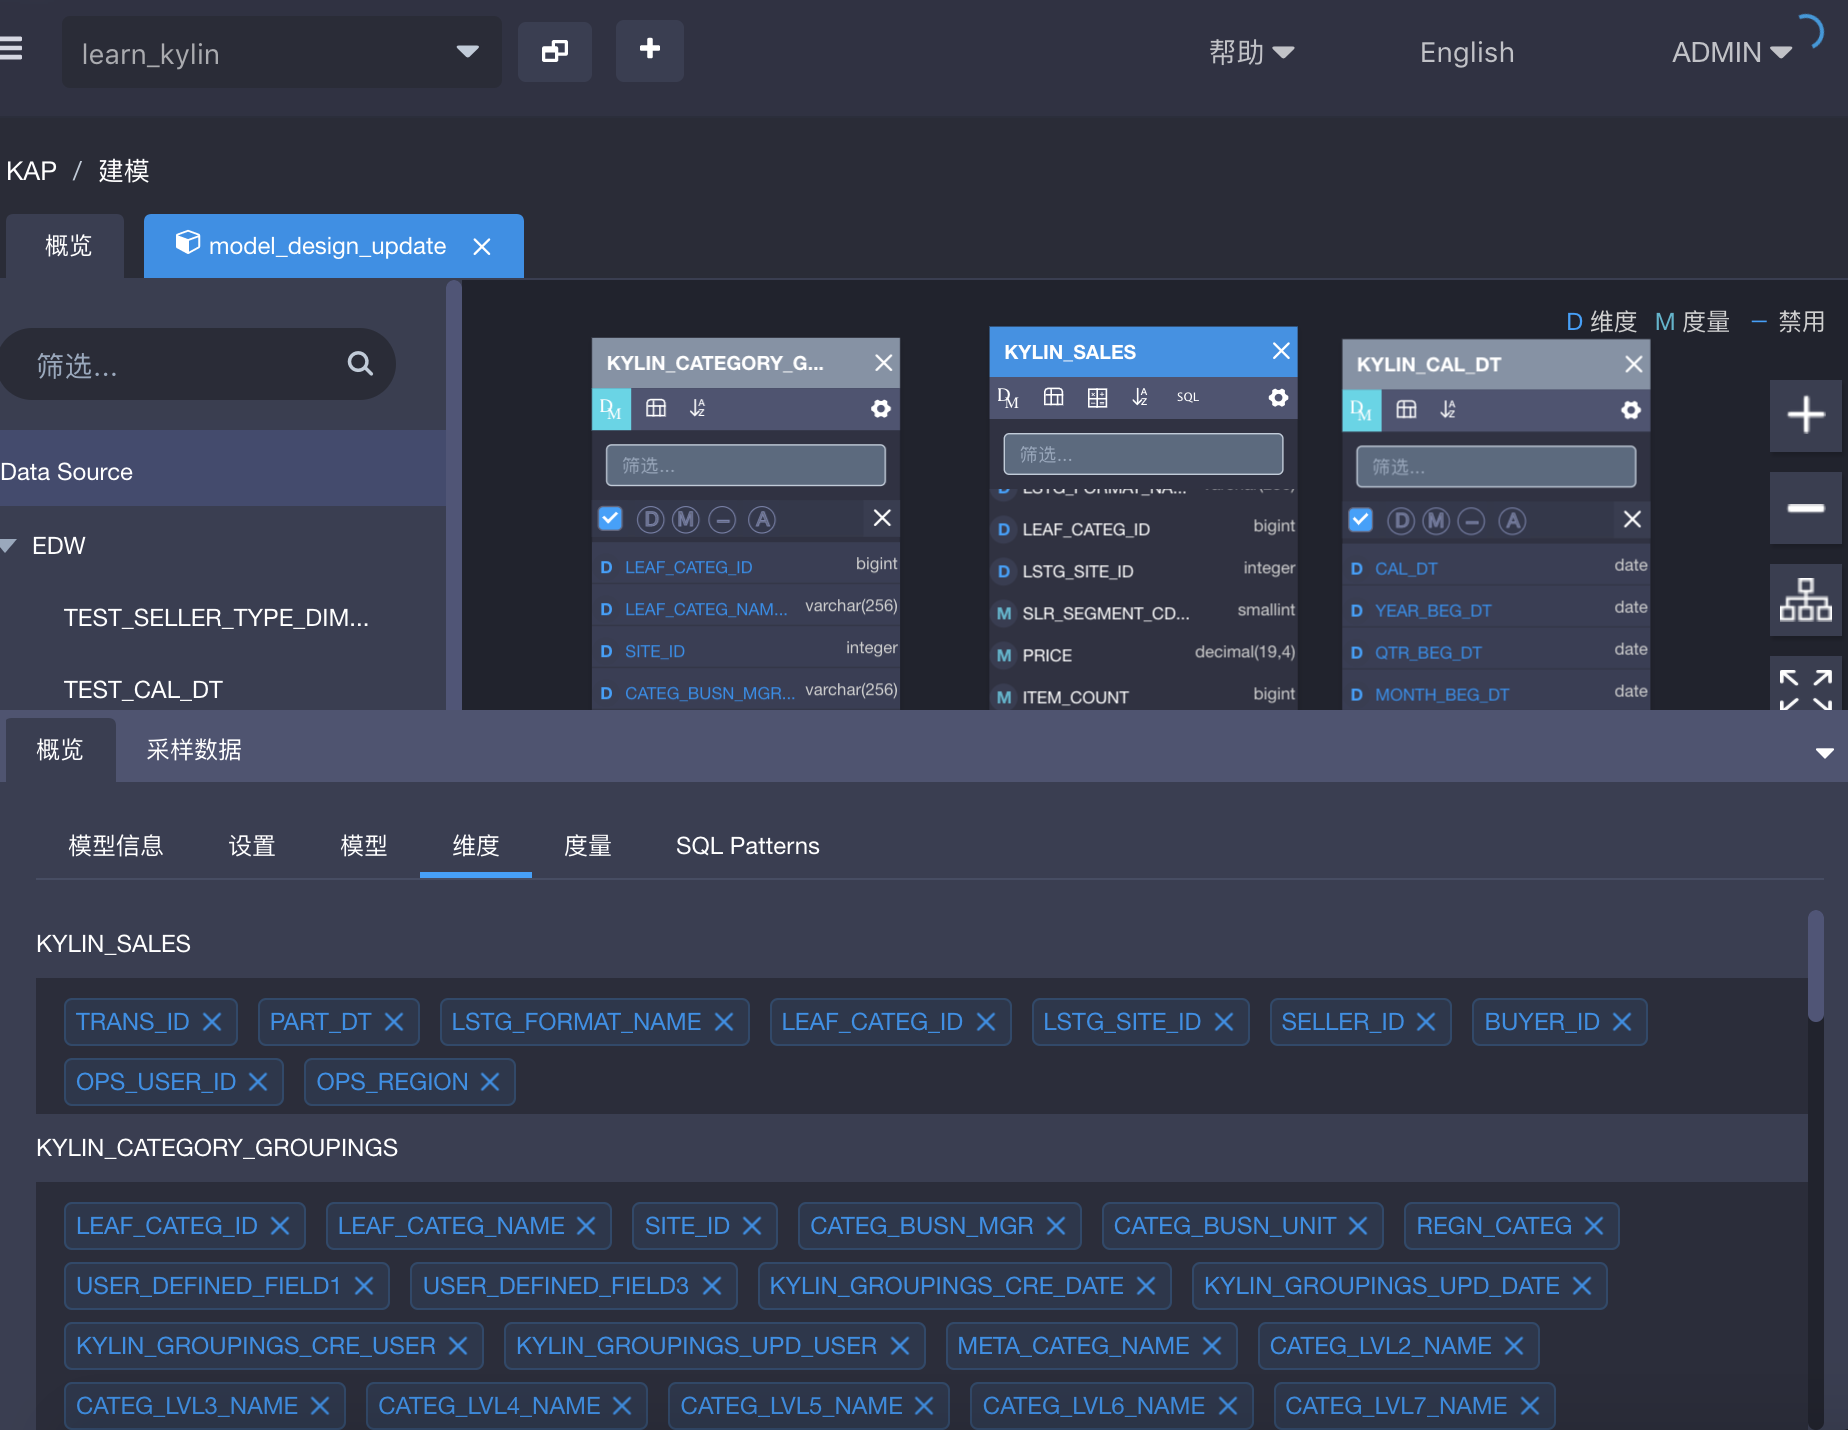 learn_kylin 帮助 English ADMIN
KAP / 建模
概览 model_design_update
D 维度 M 度量 – 禁用
筛选...
Data Source
EDW
TEST_SELLER_TYPE_DIM...
TEST_CAL_DT
KYLIN_CATEGORY_G...
DM A Z
筛选...
D M – A
D LEAF_CATEG_ID bigint
D LEAF_CATEG_NAM... varchar(256)
D SITE_ID integer
D CATEG_BUSN_MGR... varchar(256)
KYLIN_SALES
DM A Z SQL
筛选...
D LSTG_FORMAT_NA... varchar(256)
D LEAF_CATEG_ID bigint
D LSTG_SITE_ID integer
M SLR_SEGMENT_CD... smallint
M PRICE decimal(19,4)
M ITEM_COUNT bigint
KYLIN_CAL_DT
DM A Z
筛选...
D M – A
D CAL_DT date
D YEAR_BEG_DT date
D QTR_BEG_DT date
D MONTH_BEG_DT date
概览 采样数据
模型信息 设置 模型 维度 度量 SQL Patterns
KYLIN_SALES
TRANS_ID PART_DT LSTG_FORMAT_NAME LEAF_CATEG_ID LSTG_SITE_ID SELLER_ID BUYER_ID
OPS_USER_ID OPS_REGION
KYLIN_CATEGORY_GROUPINGS
LEAF_CATEG_ID LEAF_CATEG_NAME SITE_ID CATEG_BUSN_MGR CATEG_BUSN_UNIT REGN_CATEG
USER_DEFINED_FIELD1 USER_DEFINED_FIELD3 KYLIN_GROUPINGS_CRE_DATE KYLIN_GROUPINGS_UPD_DATE
KYLIN_GROUPINGS_CRE_USER KYLIN_GROUPINGS_UPD_USER META_CATEG_NAME CATEG_LVL2_NAME
CATEG_LVL3_NAME CATEG_LVL4_NAME CATEG_LVL5_NAME CATEG_LVL6_NAME CATEG_LVL7_NAME